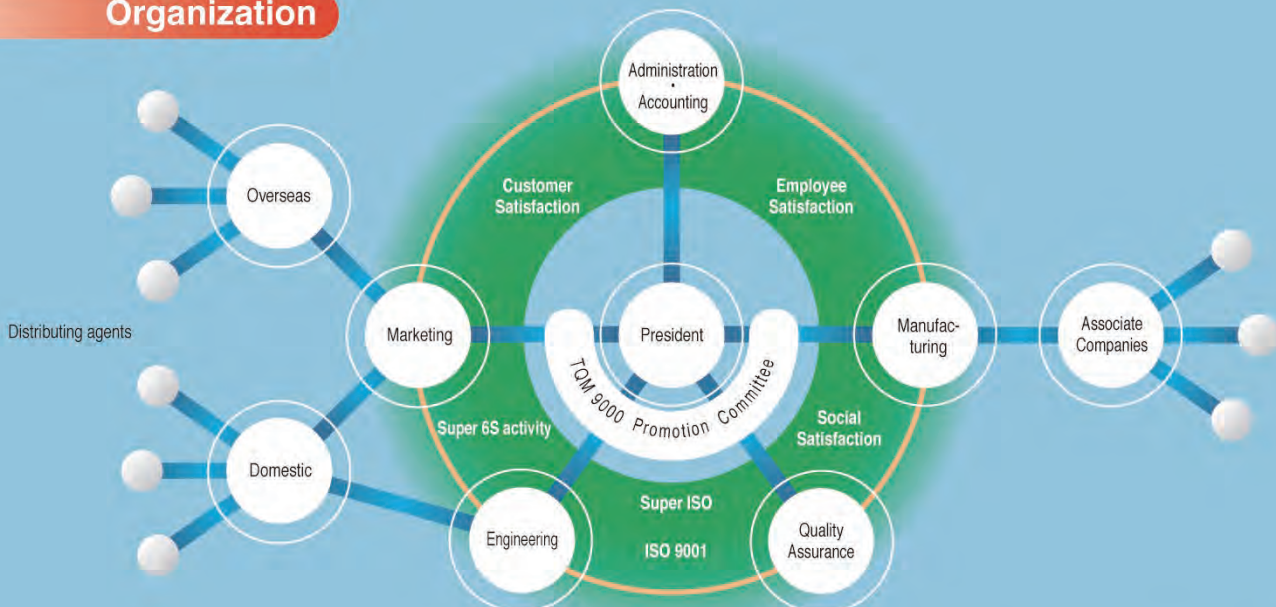 Organization
Administration
・
Accounting
Customer
Satisfaction
Employee
Satisfaction
Overseas
Distributing agents
Marketing
President
Manufac-
turing
Associate
Companies
TQM 9000 Promotion Committee
Super 6S activity
Social
Satisfaction
Domestic
Super ISO
ISO 9001
Engineering
Quality
Assurance